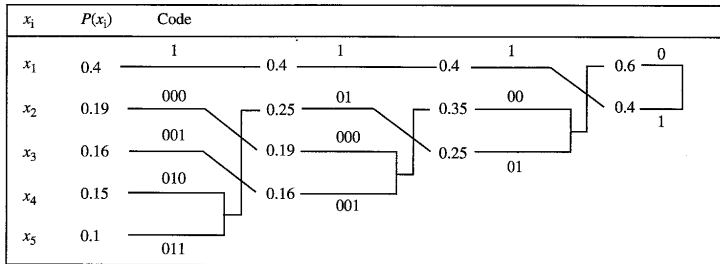 xi P(xi) Code
1 1 1 0
x1 0.4 0.4 0.4 0.6
000 01 00
x2 0.19 0.25 0.35 0.4
001 000 1
x3 0.16 0.19 0.25
010 01
x4 0.15 0.16
001
x5 0.1
011